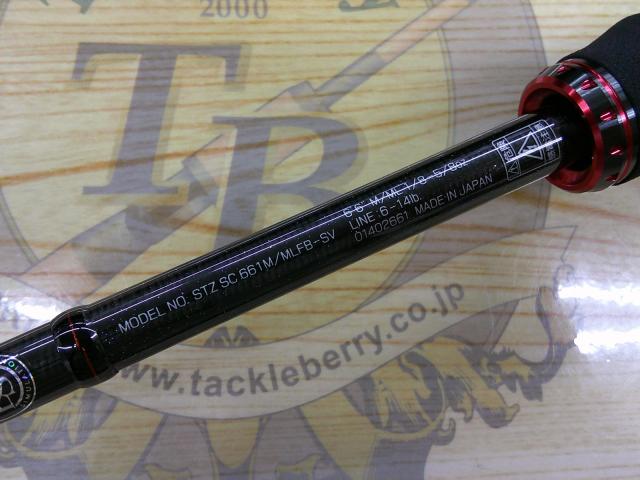 2000
TB
MODEL NO: STZ SC 661M/MLFB-SV
6'6" M/ML 1/8-5/8oz
LINE:6-14lb.
01402661 MADE IN JAPAN
www.tackleberry.co.jp